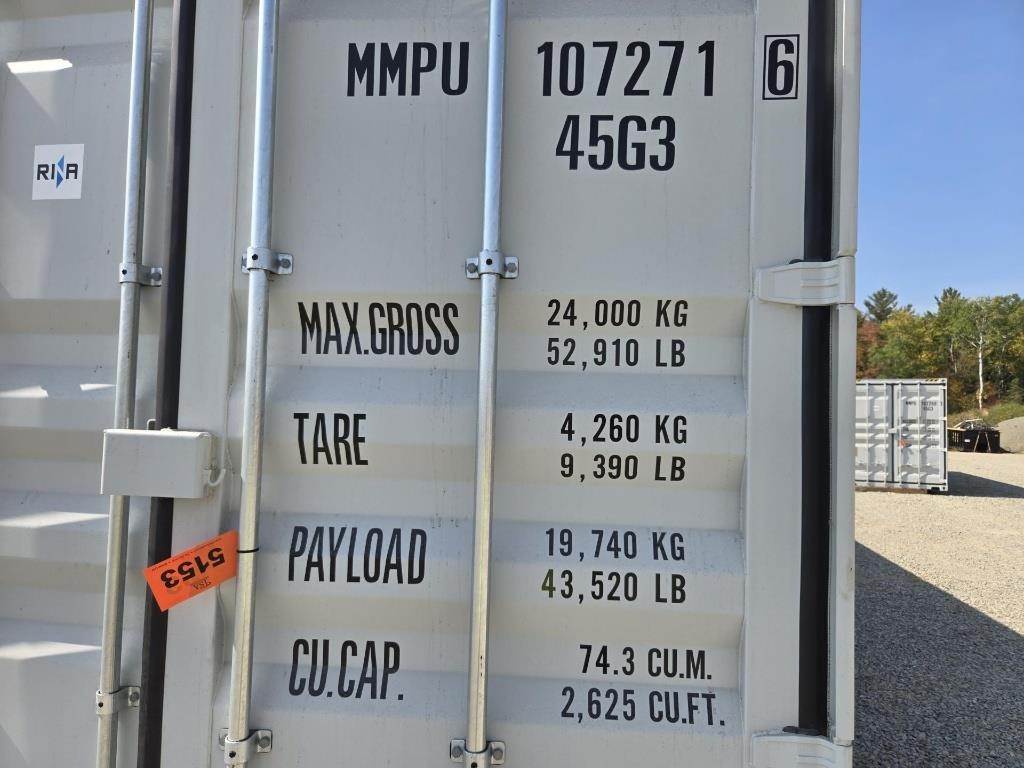 MMPU 107271 6
45G3
RINA
MAX.GROSS 24,000 KG
52,910 LB
TARE 4,260 KG
9,390 LB
PAYLOAD 19,740 KG
43,520 LB
5153
CU.CAP. 74.3 CU.M.
2,625 CU.FT.
45G3